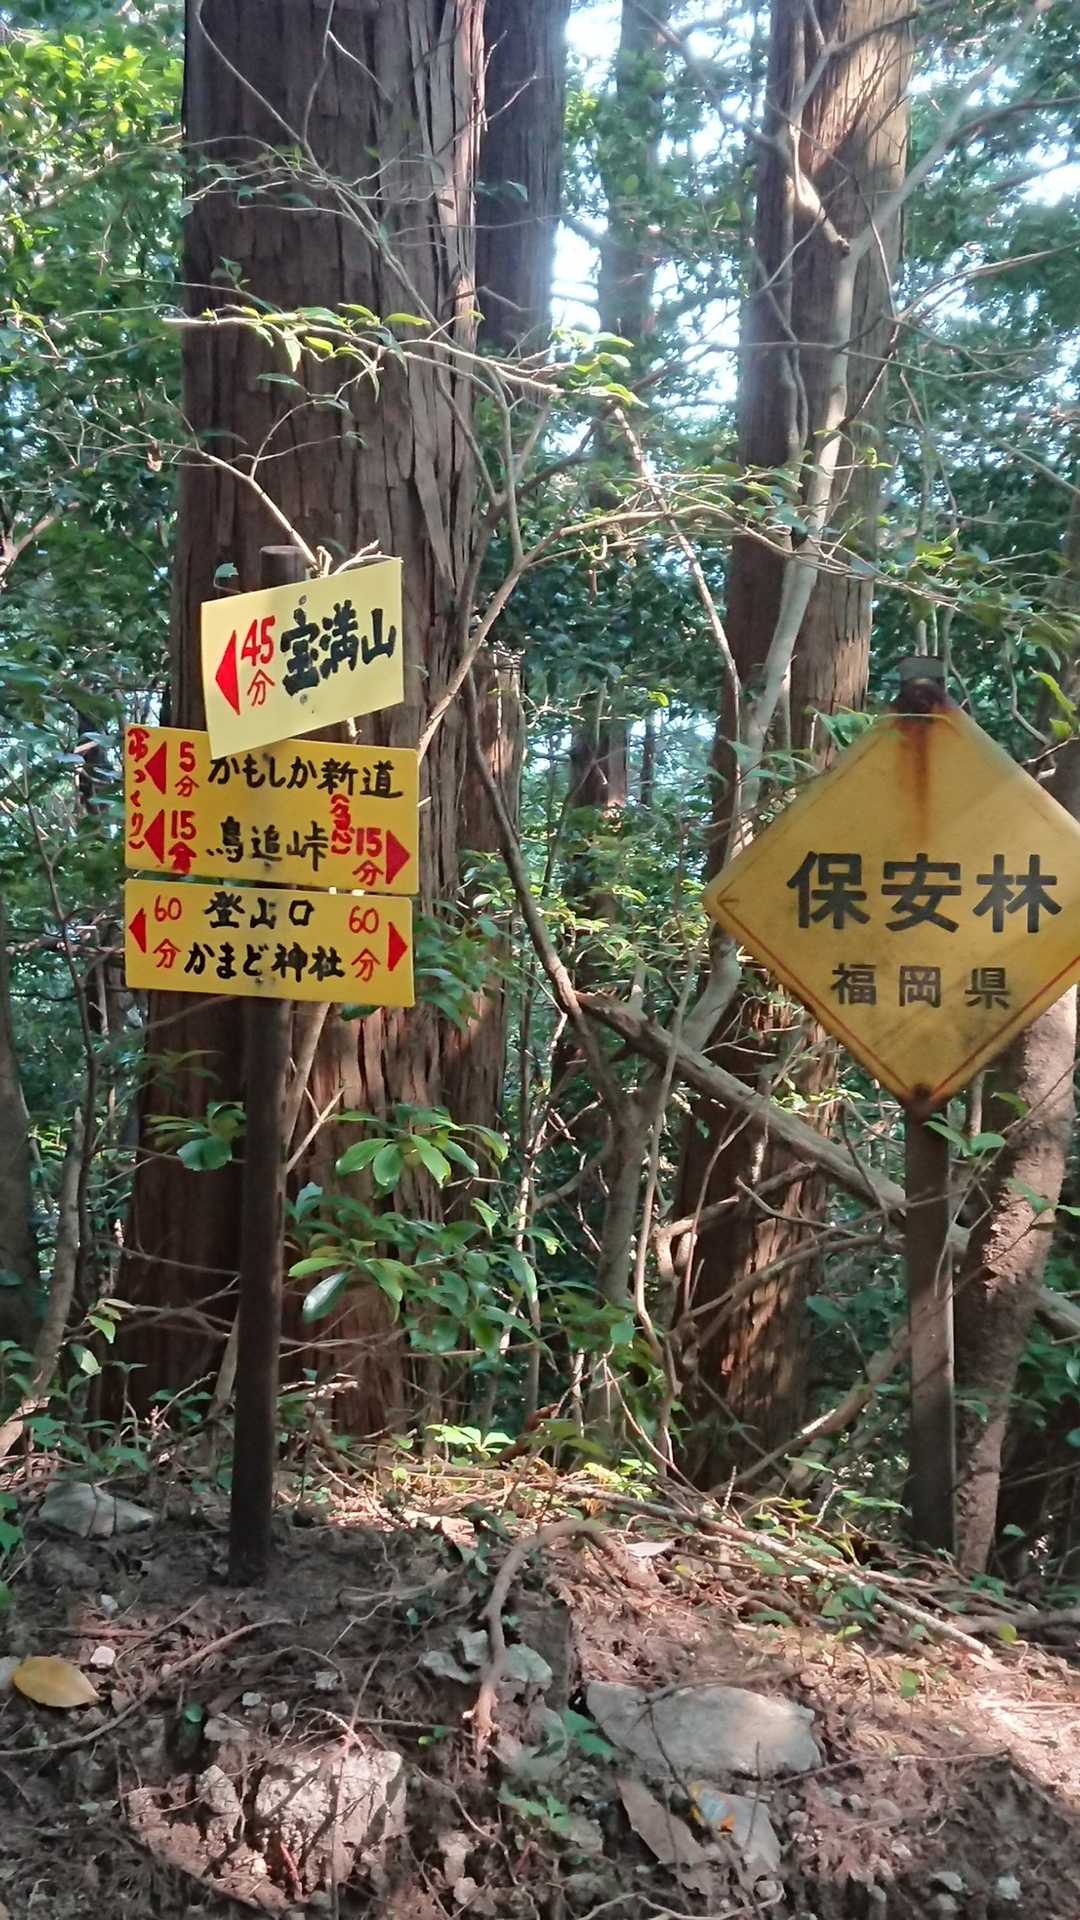 45分 宝満山
ゆっくり 5分 かもしか新道
15分 鳥追峠 (急) 15分
60分 登山口 60分
かまど神社
保安林
福岡県